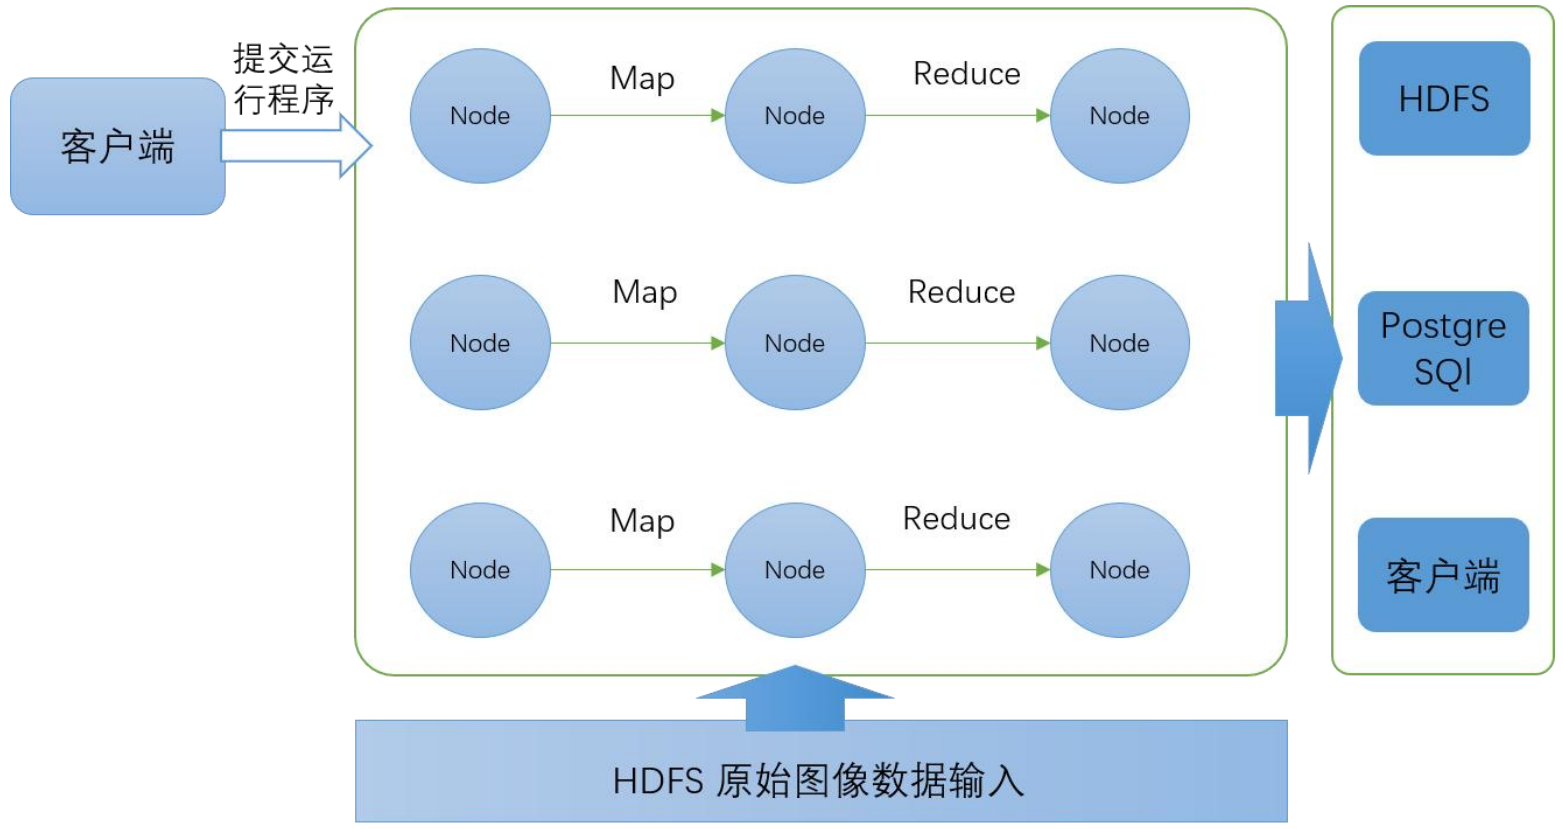 提交运
行程序
客户端
Node
Map
Node
Reduce
Node
Node
Map
Node
Reduce
Node
Node
Map
Node
Reduce
Node
HDFS
Postgre
SQl
客户端
HDFS 原始图像数据输入